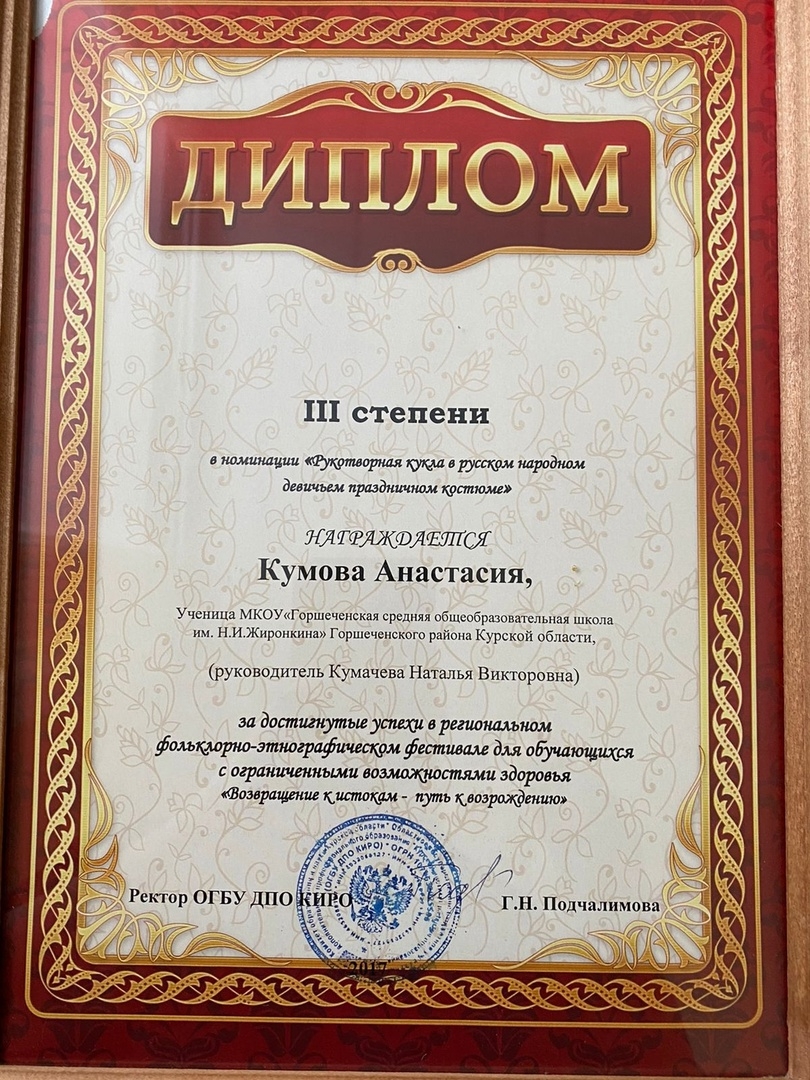 ДИПЛОМ
III степени
в номинации «Рукотворная кукла в русском народном
девичьем праздничном костюме»
НАГРАЖДАЕТСЯ
Кумова Анастасия,
Ученица МКОУ«Горшеченская средняя общеобразовательная школа
им. Н.И.Жиронкина» Горшеченского района Курской области,
(руководитель Кумачева Наталья Викторовна)
за достигнутые успехи в региональном
фольклорно-этнографическом фестивале для обучающихся
с ограниченными возможностями здоровья
«Возвращение к истокам - путь к возрождению»
Ректор ОГБУ ДПО КИРО
Г.Н. Подчалимова
2017